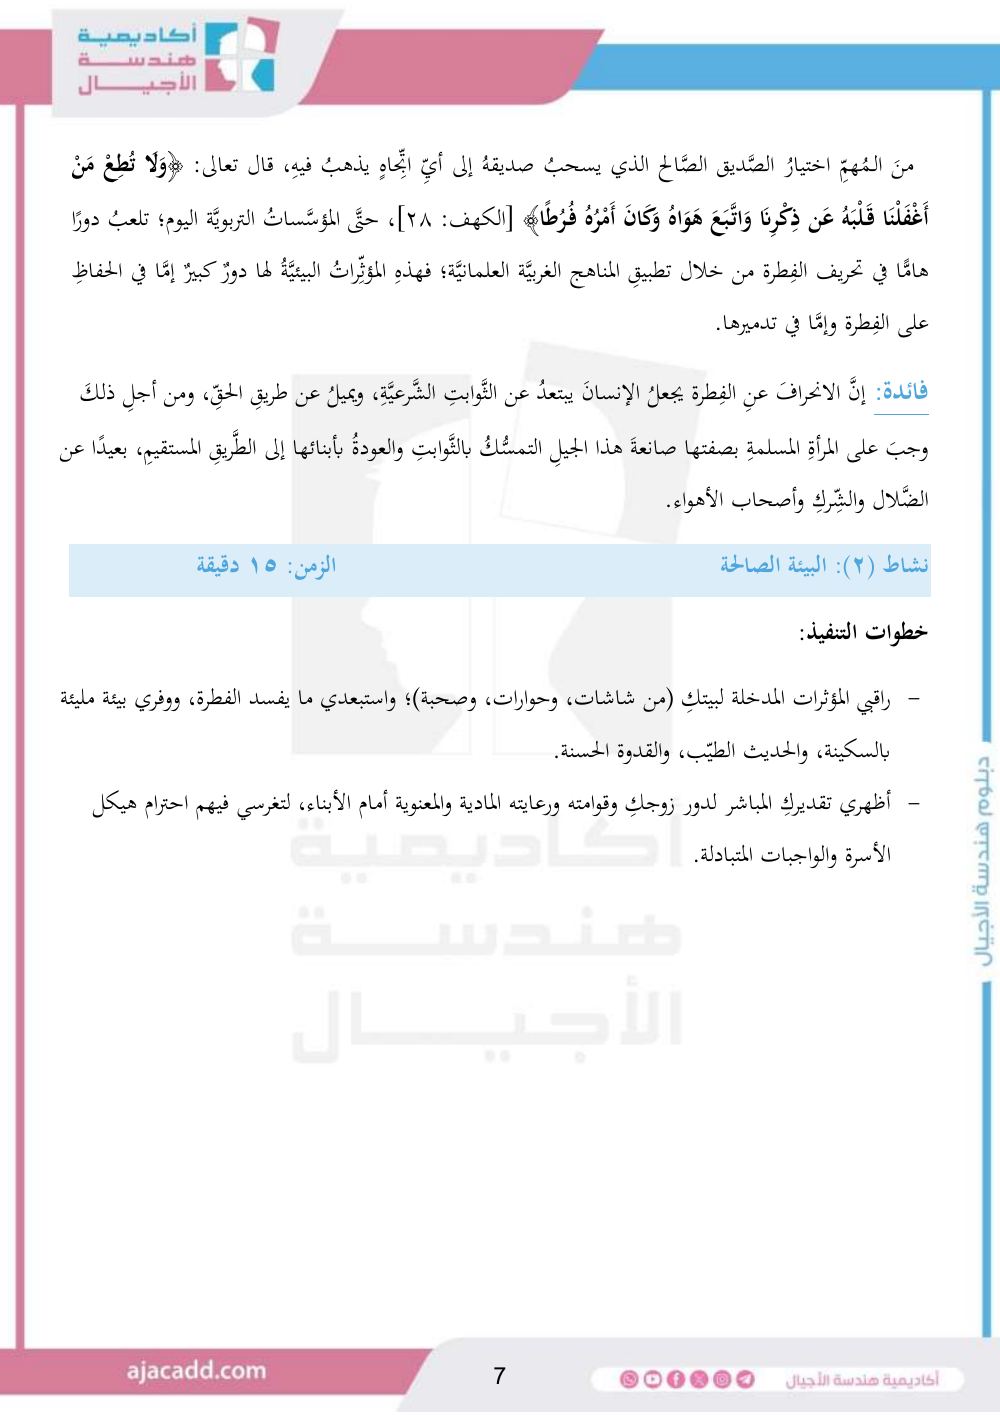 أكاديمية
هندسة
الأجيال
منَ الـمُهمِّ اختيارُ الصَّديق الصَّالح الذي يسحبُ صديقهُ إلى أيِّ اتِّجاهٍ يذهبُ فيهِ، قال تعالى: ﴿وَلَا تُطِعْ مَنْ
أَغْفَلْنَا قَلْبَهُ عَن ذِكْرِنَا وَاتَّبَعَ هَوَاهُ وَكَانَ أَمْرُهُ فُرُطًا﴾ [الكهف: ٢٨]، حتَّى المؤسَّساتُ التربويَّة اليوم؛ تلعبُ دورًا
هامًّا في تحريف الفِطرة من خلال تطبيقِ المناهج الغربيَّة العلمانيَّة؛ فهذهِ المؤثِّراتُ البيئيَّةُ لها دورٌ كبيرٌ إمَّا في الحفاظِ
على الفِطرة وإمَّا في تدميرها.
فائدة: إنَّ الانحرافَ عنِ الفِطرة يجعلُ الإنسانَ يبتعدُ عن الثَّوابتِ الشَّرعيَّةِ، ويميلُ عن طريقِ الحقِّ، ومن أجلِ ذلكَ
وجبَ على المرأةِ المسلمةِ بصفتها صانعةَ هذا الجيلِ التمسُّكُ بالثَّوابتِ والعودةُ بأبنائها إلى الطَّريقِ المستقيمِ، بعيدًا عن
الضَّلال والشِّركِ وأصحاب الأهواء.
نشاط (٢): البيئة الصالحة الزمن: ١٥ دقيقة
خطوات التنفيذ:
- راقبي المؤثرات المدخلة لبيتكِ (من شاشات، وحوارات، وصحبة)؛ واستبعدي ما يفسد الفطرة، ووفري بيئة مليئة
بالسكينة، والحديث الطيّب، والقدوة الحسنة.
- أظهري تقديركِ المباشر لدور زوجكِ وقوامته ورعايته المادية والمعنوية أمام الأبناء، لتغرسي فيهم احترام هيكل
الأسرة والواجبات المتبادلة.
أكاديمية
هندسة
الأجيال
دبلوم هندسة الأجيال
أكاديمية هندسة الأجيال
7
ajacadd.com